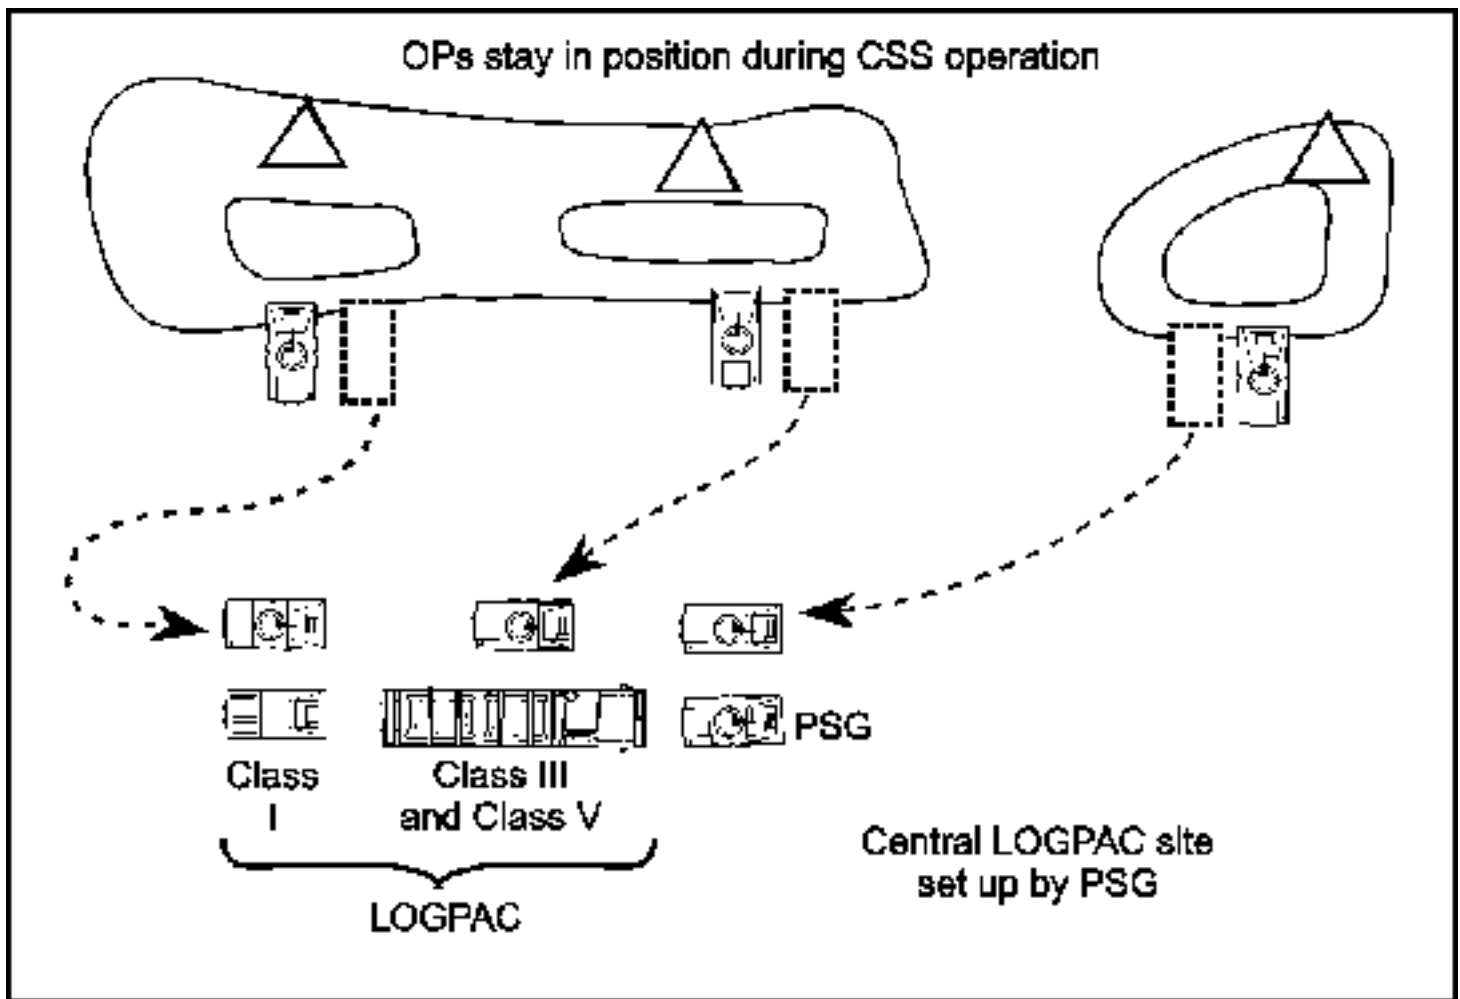 OPs stay in position during CSS operation
PSG
Class
I
Class III
and Class V
LOGPAC
Central LOGPAC site
set up by PSG